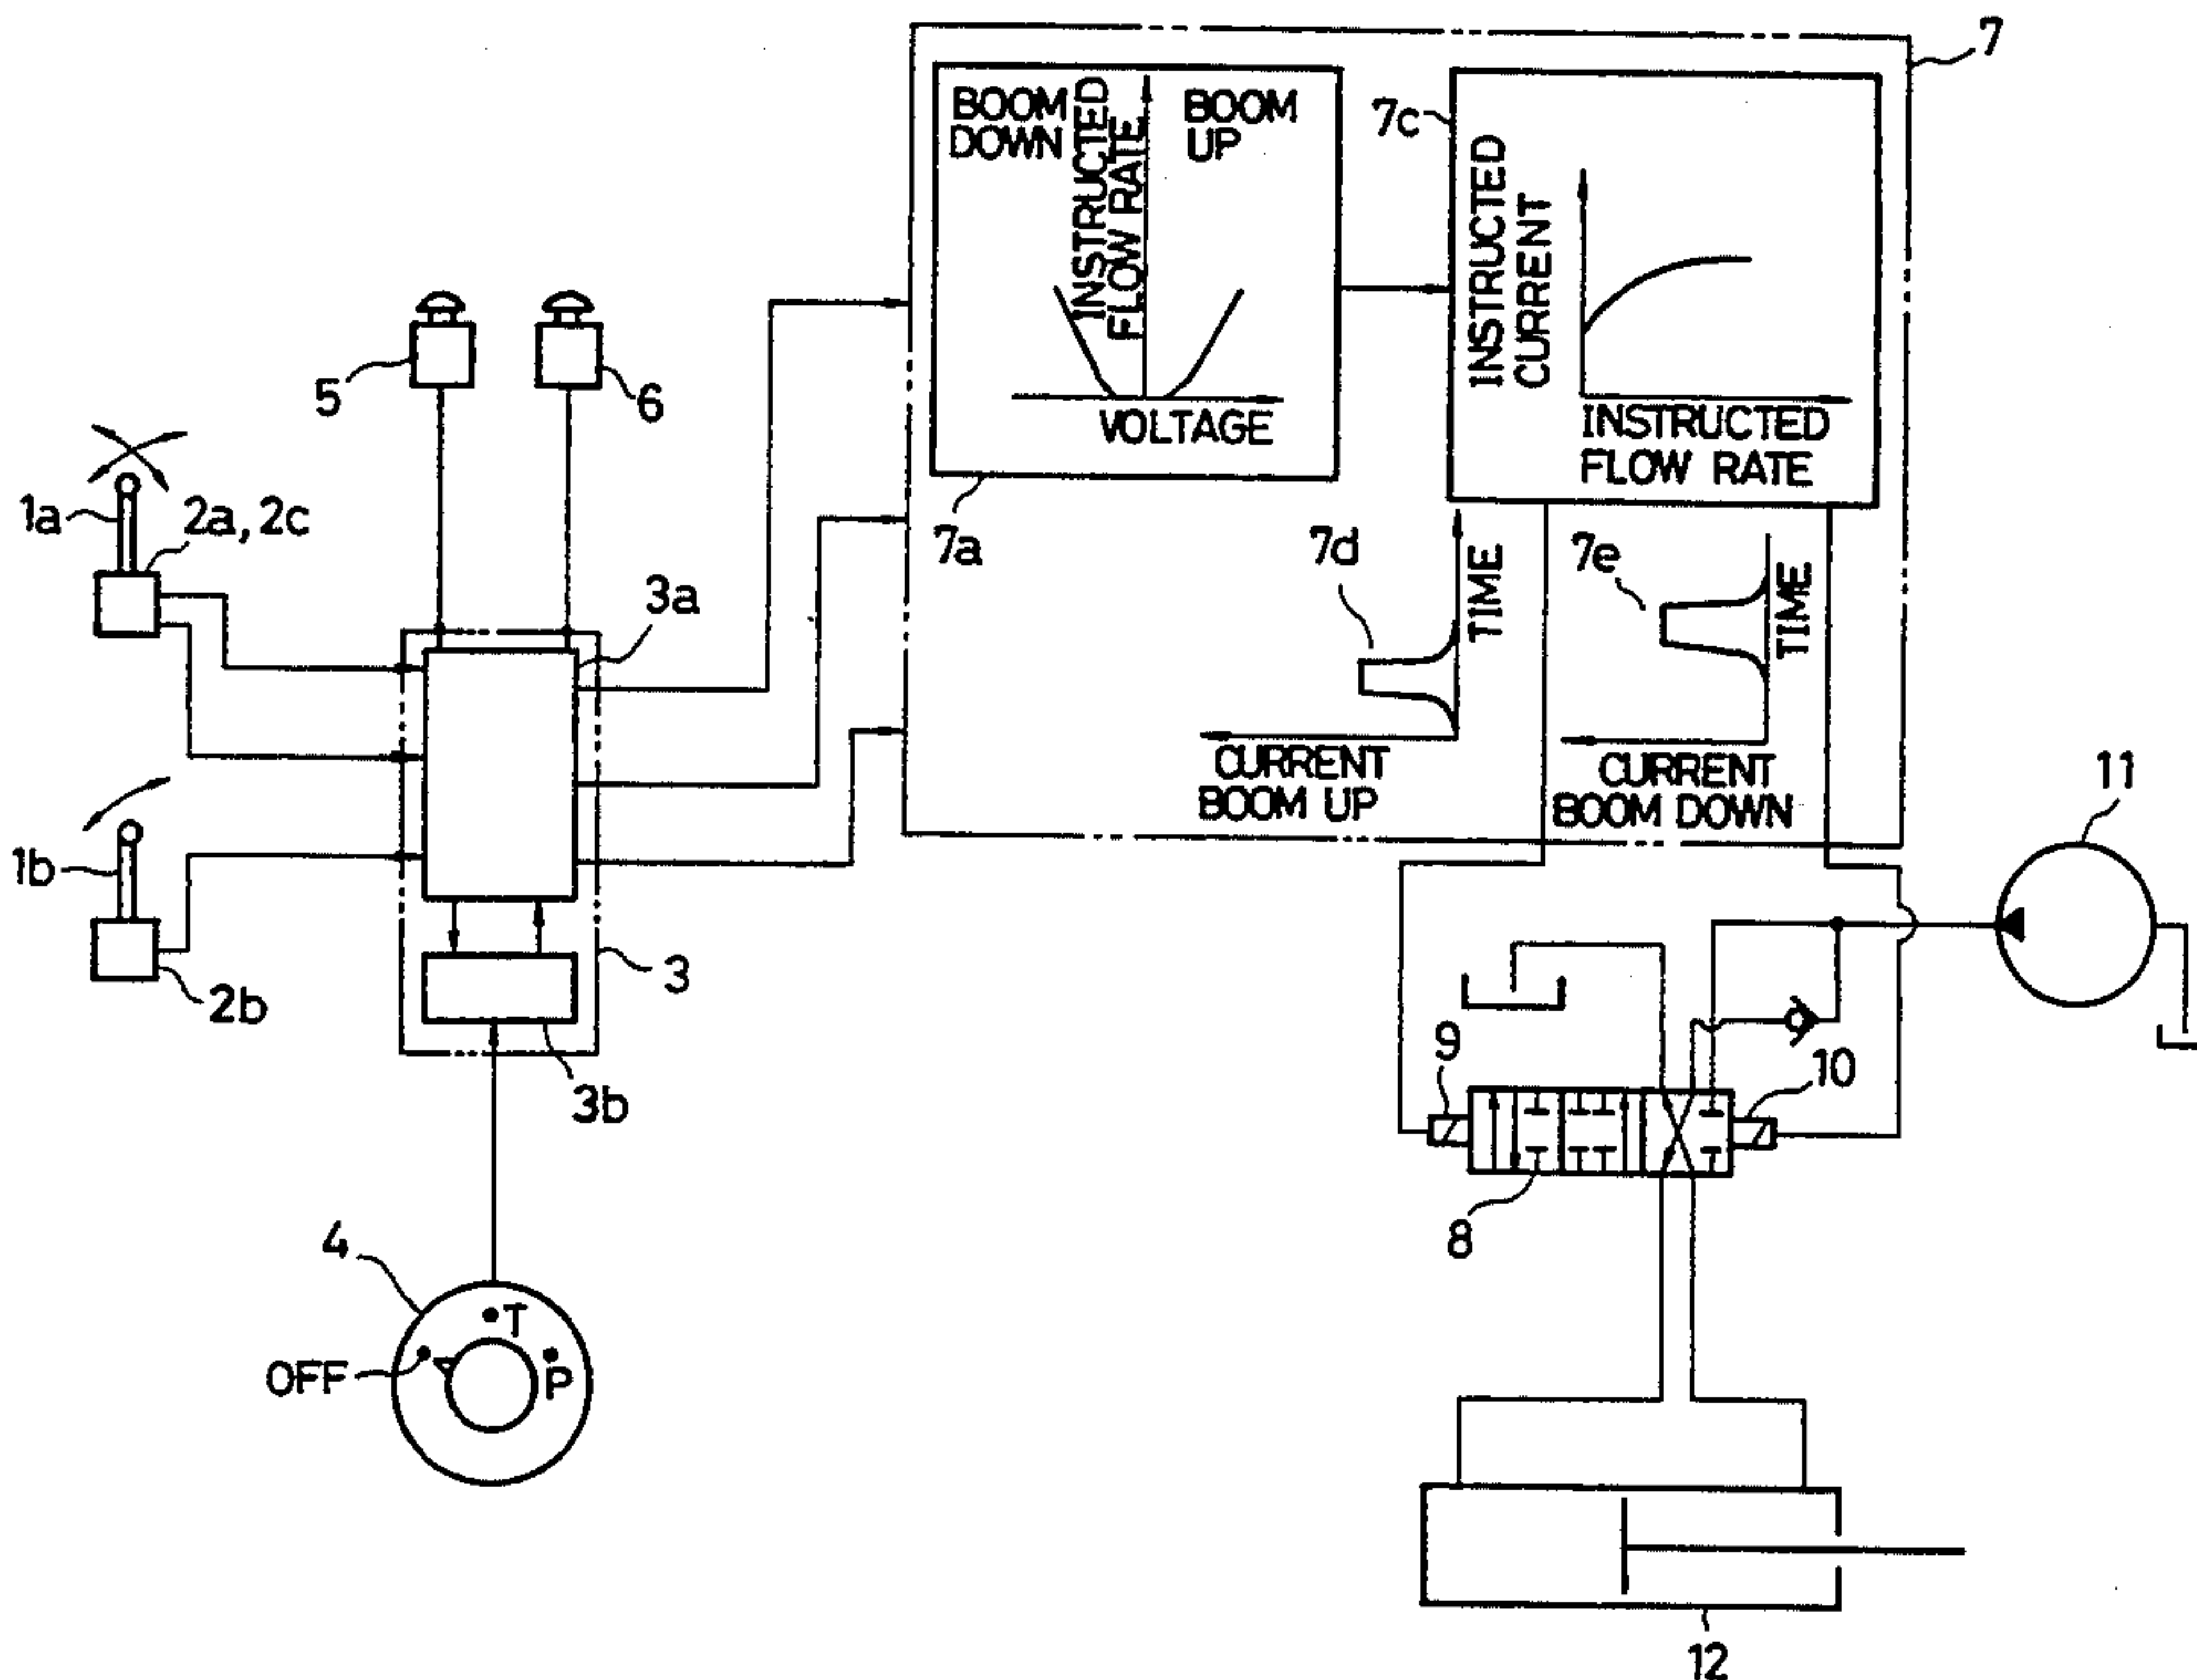 7
BOOM
DOWN
INSTRUCTED
FLOW RATE
BOOM
UP
VOLTAGE
7a
7c
INSTRUCTED
CURRENT
INSTRUCTED
FLOW RATE
7d
TIME
CURRENT
BOOM UP
7e
TIME
CURRENT
BOOM DOWN
5
6
1a
2a, 2c
3a
1b
2b
3
3b
4
T
OFF
P
11
9
10
8
12